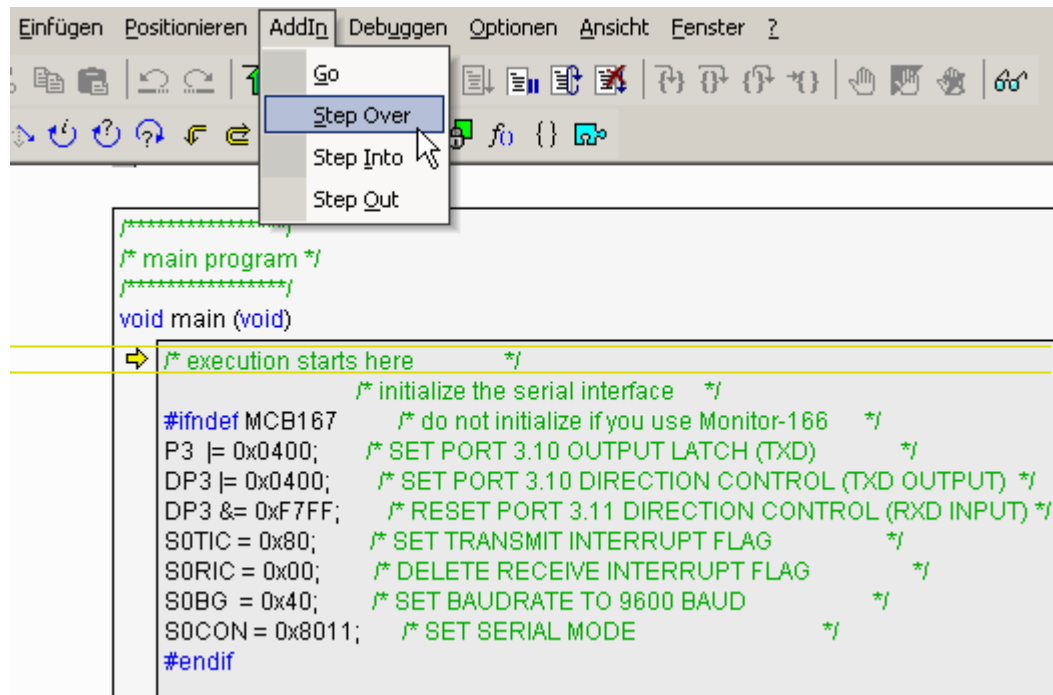 Einfügen Positionieren AddIn Debuggen Optionen Ansicht Fenster ?
Go
Step Over
Step Into
Step Out
f()
{}
/*****************/
/* main program */
/*****************/
void main (void)
/* execution starts here */
/* initialize the serial interface */
#ifndef MCB167 /* do not initialize if you use Monitor-166 */
P3 |= 0x0400; /* SET PORT 3.10 OUTPUT LATCH (TXD) */
DP3 |= 0x0400; /* SET PORT 3.10 DIRECTION CONTROL (TXD OUTPUT) */
DP3 &= 0xF7FF; /* RESET PORT 3.11 DIRECTION CONTROL (RXD INPUT) */
S0TIC = 0x80; /* SET TRANSMIT INTERRUPT FLAG */
S0RIC = 0x00; /* DELETE RECEIVE INTERRUPT FLAG */
S0BG = 0x40; /* SET BAUDRATE TO 9600 BAUD */
S0CON = 0x8011; /* SET SERIAL MODE */
#endif